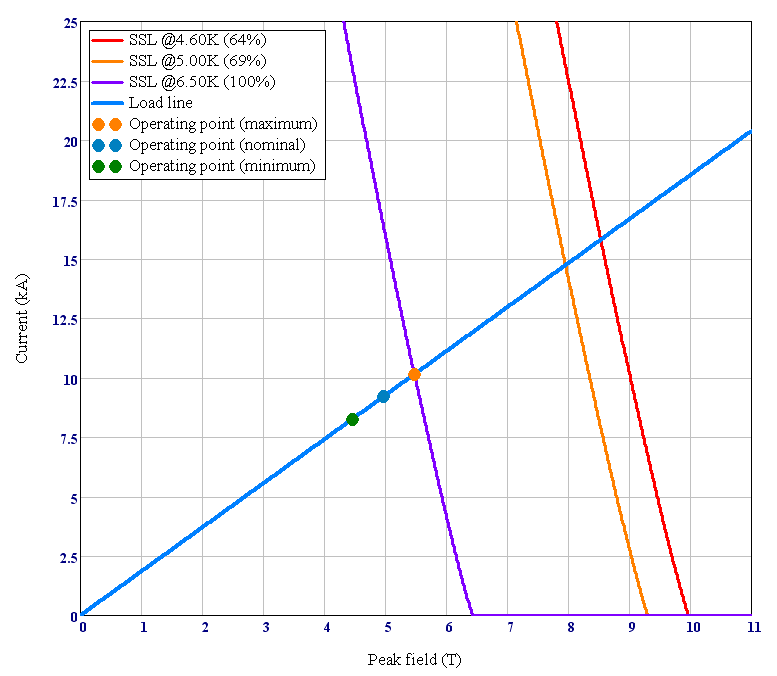 25
22.5
20
17.5
15
12.5
10
7.5
5
2.5
0
Current (kA)
SSL @4.60K (64%)
SSL @5.00K (69%)
SSL @6.50K (100%)
Load line
Operating point (maximum)
Operating point (nominal)
Operating point (minimum)
0 1 2 3 4 5 6 7 8 9 10 11
Peak field (T)